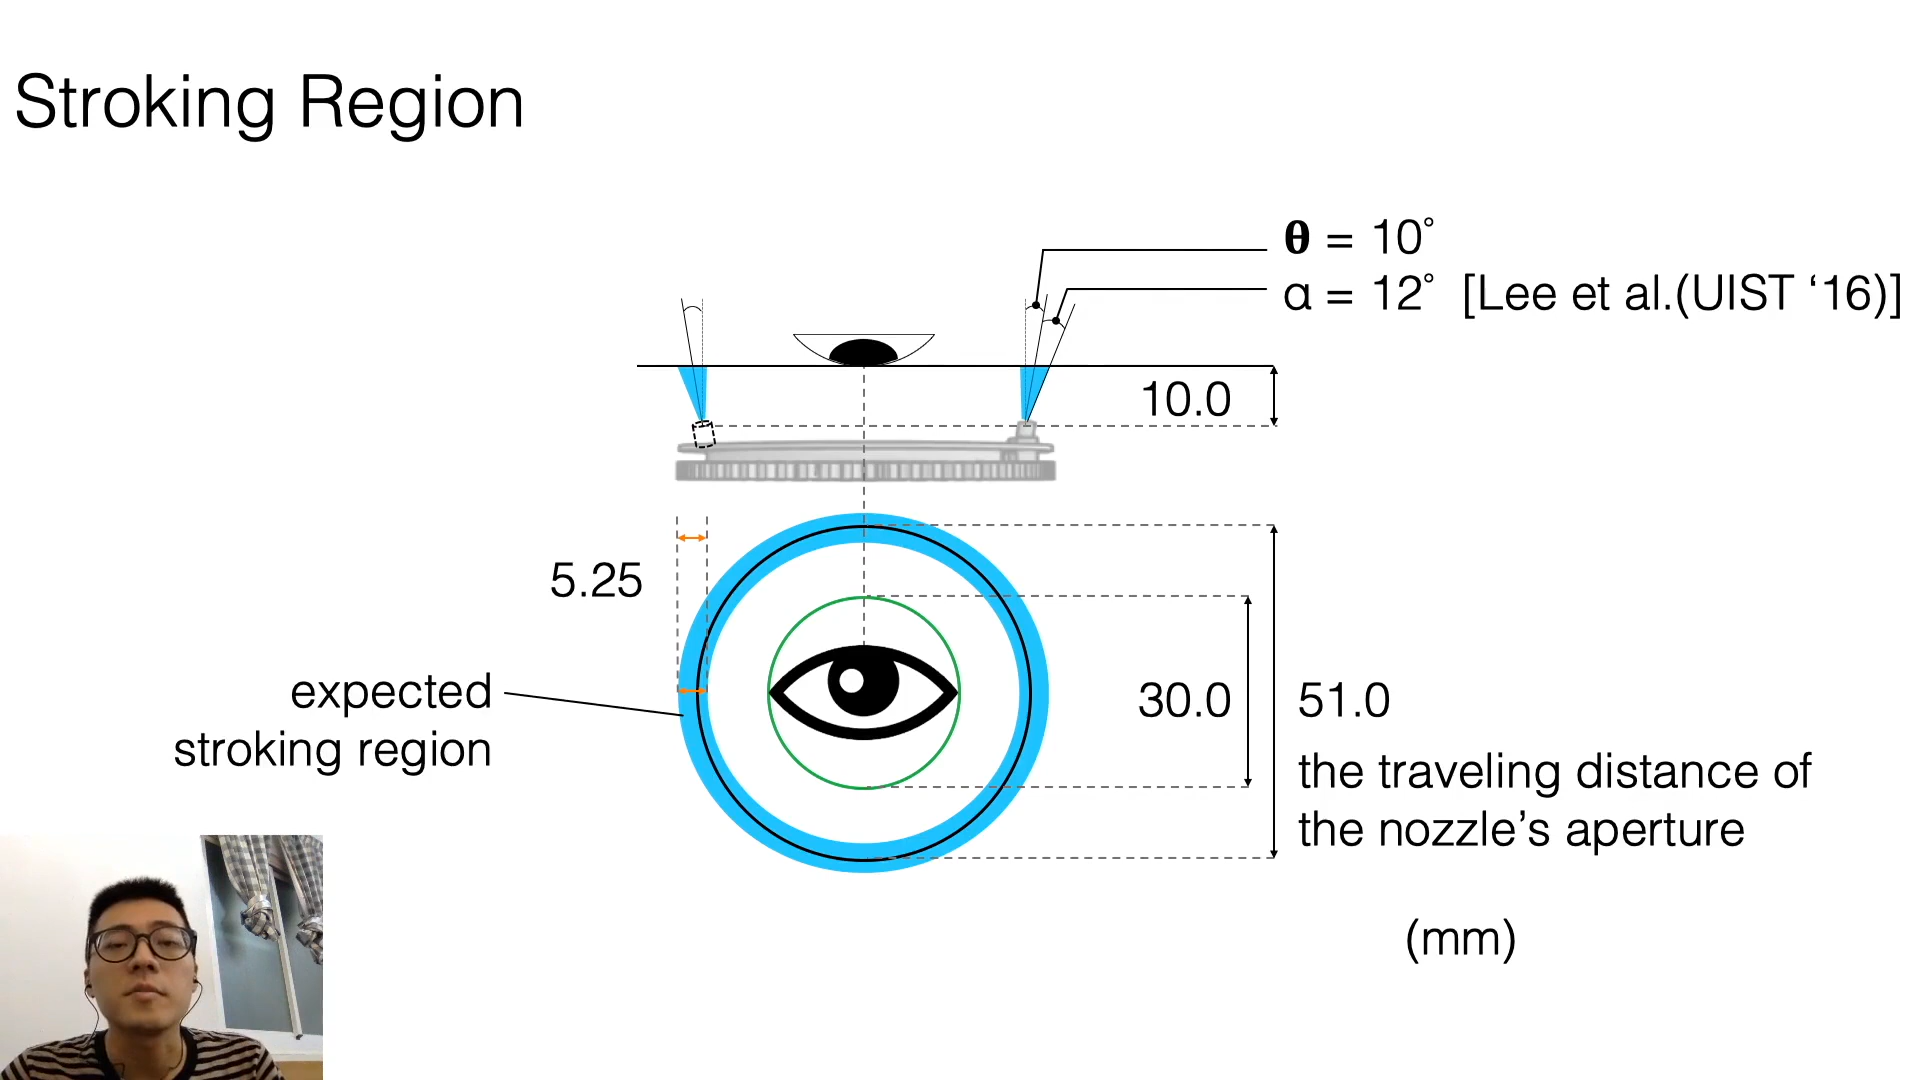 Stroking Region
θ = 10°
α = 12° [Lee et al.(UIST ‘16)]
10.0
5.25
expected
stroking region
30.0
51.0
the traveling distance of
the nozzle’s aperture
(mm)